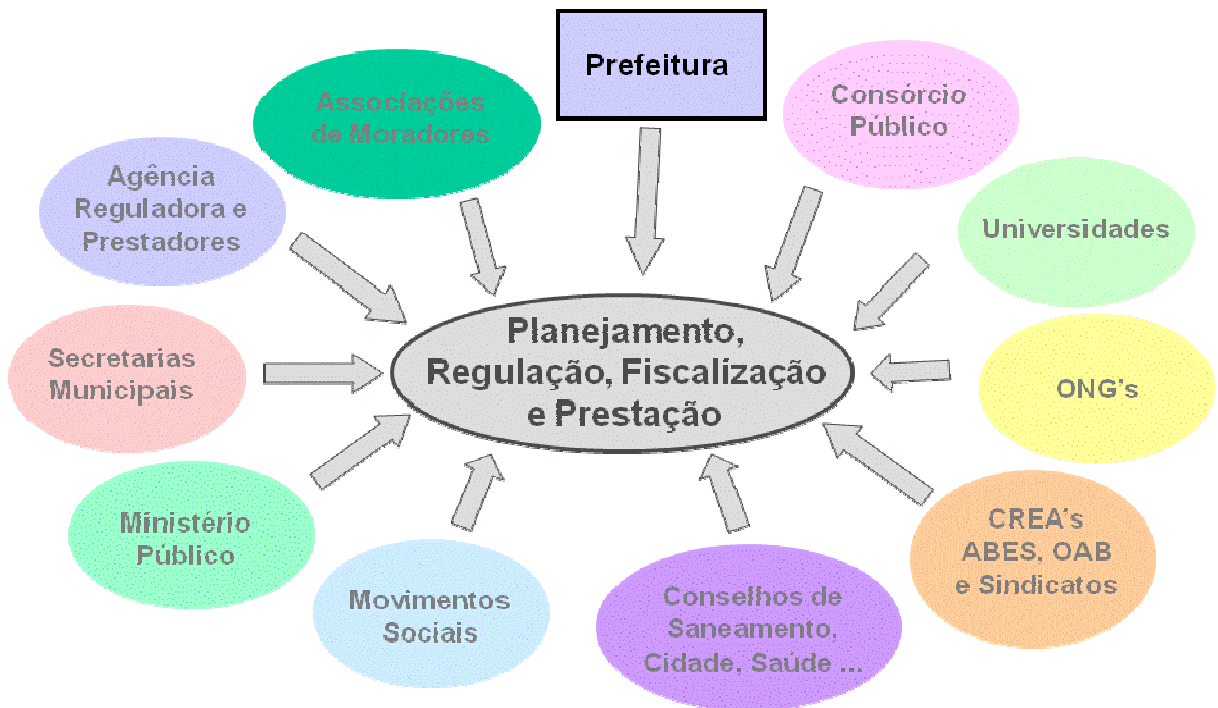 Prefeitura
Associações
de Moradores
Consórcio
Público
Agência
Reguladora e
Prestadores
Universidades
Planejamento,
Regulação, Fiscalização
e Prestação
Secretarias
Municipais
ONG's
Ministério
Público
CREA's
ABES, OAB
e Sindicatos
Movimentos
Sociais
Conselhos de
Saneamento,
Cidade, Saúde ...